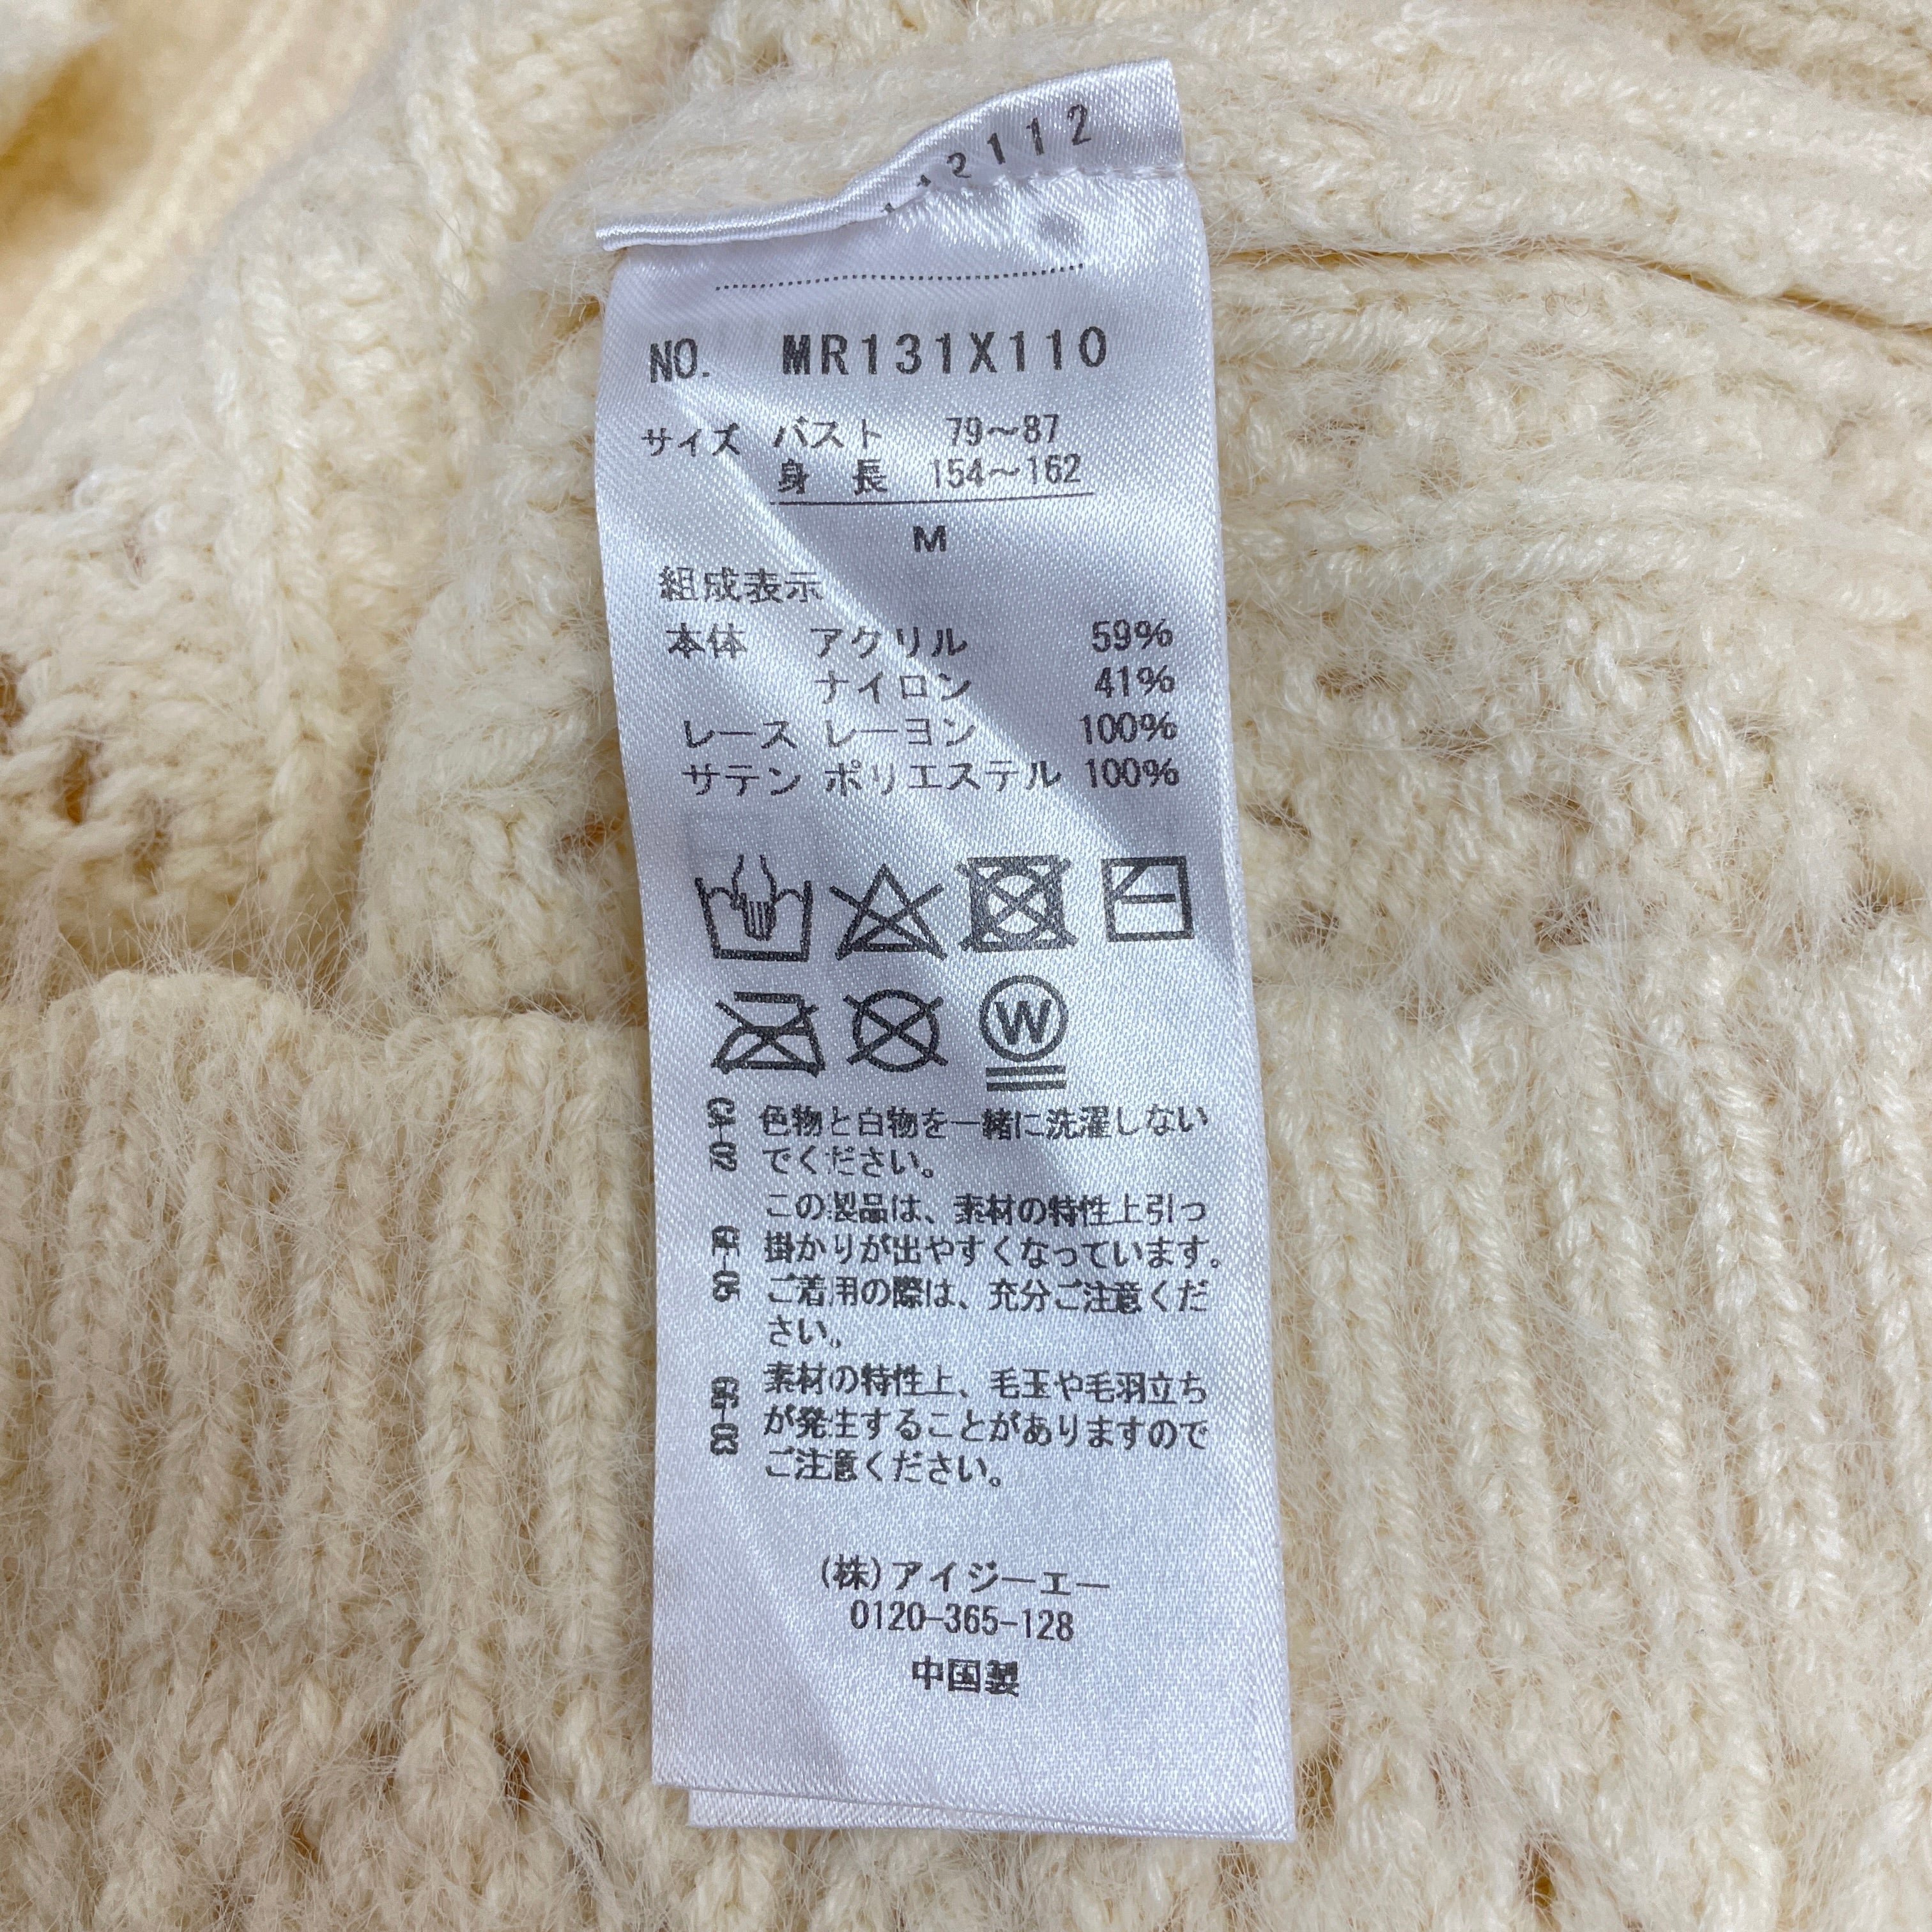 2112
NO. MR131X110
サイズ バスト 79～87
身長 154～162
M
組成表示
本体 アクリル 59%
ナイロン 41%
レース レーヨン 100%
サテン ポリエステル 100%
W
CA-02 色物と白物を一緒に洗濯しない
でください。
この製品は、素材の特性上引っ
掛かりが出やすくなっています。
ご着用の際は、充分ご注意くだ
さい。
素材の特性上、毛玉や毛羽立ち
が発生することがありますので
ご注意ください。
(株)アイジーエー
0120-365-128
中国製